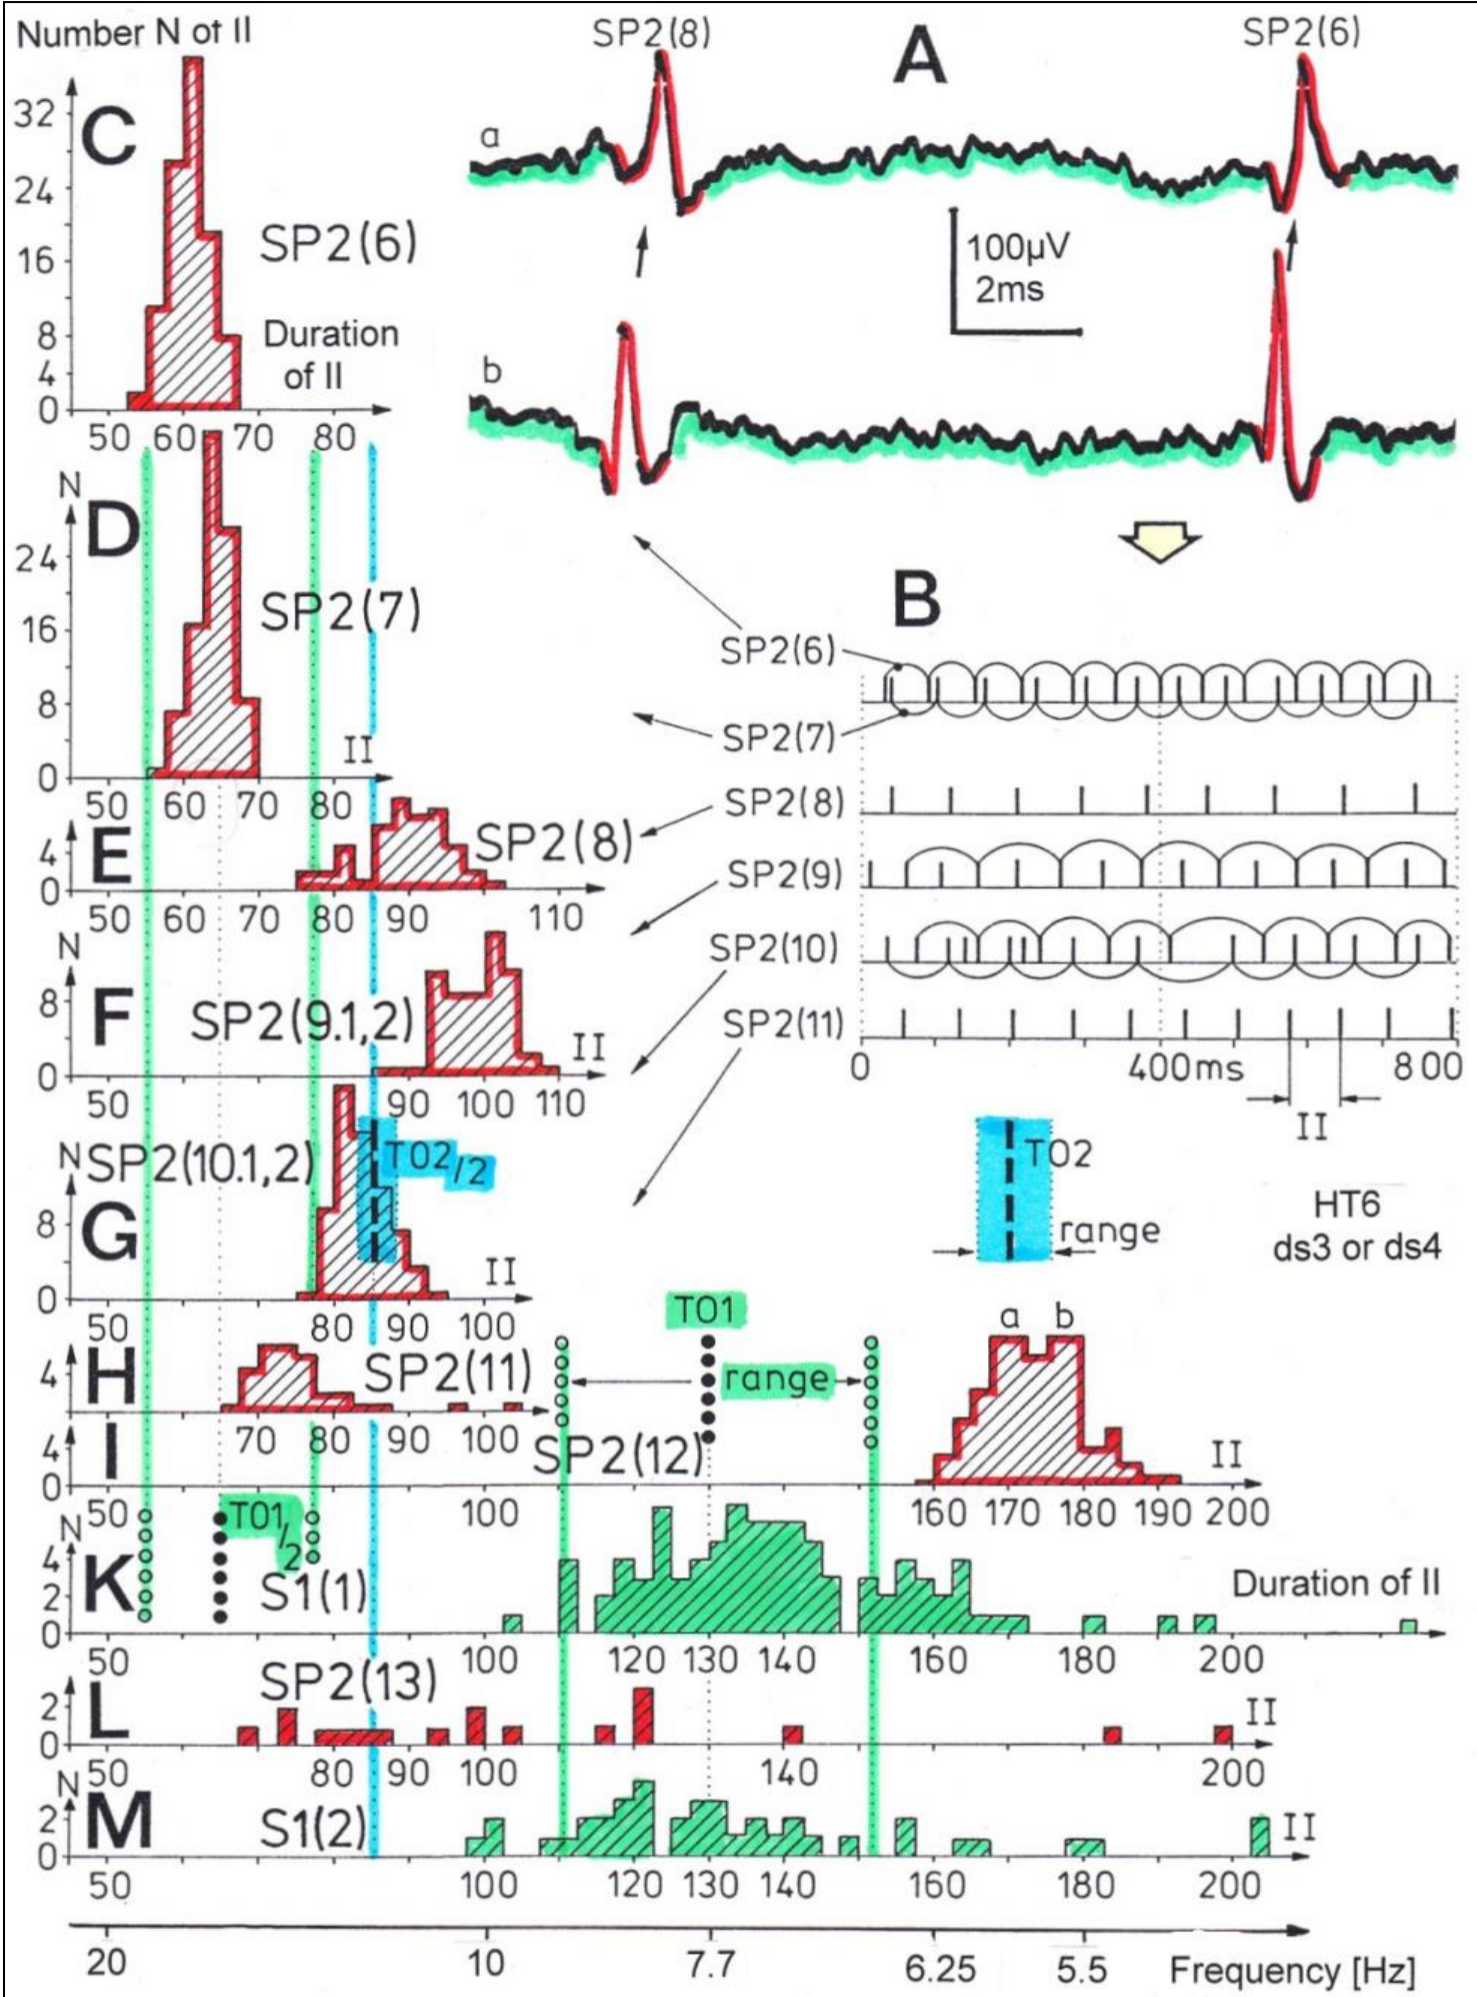 Number N of II
SP2(8)
A
SP2(6)
32
C
a
24
SP2(6)
16
100µV
2ms
Duration
of II
8
4
0
b
50 60 70 80
N
D
24
SP2(7)
B
16
SP2(6)
8
II
SP2(7)
0
50 60 70 80
SP2(8)
E
4
SP2(8)
0
SP2(9)
50 60 70 80 90 110
N
SP2(10)
F
8
SP2(9.1,2)
II
SP2(11)
0
0 400ms 800
50 90 100 110
II
N
SP2(10.1,2)
TO2/2
TO2
G
8
range
HT6
ds3 or ds4
II
0
50 80 90 100
TO1
a b
H
4
SP2(11)
range
70 80 90 100
I
4
SP2(12)
II
0
50 100 160 170 180 190 200
N
TO1/2
K
4
2
0
S1(1)
Duration of II
50 100 120 130 140 160 180 200
L
SP2(13)
2
0
II
50 80 90 100 140 200
N
M
2
0
S1(2)
II
50 100 120 130 140 160 180 200
20 10 7.7 6.25 5.5 Frequency [Hz]